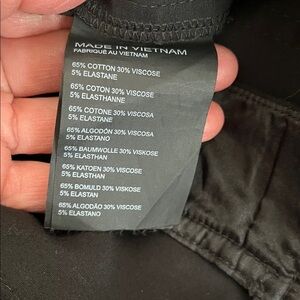 MADE IN VIETNAM
FABRIQUÉ AU VIETNAM
65% COTTON 30% VISCOSE
5% ELASTANE
65% COTON 30% VISCOSE
5% ELASTHANNE
65% COTONE 30% VISCOSA
5% ELASTANE
65% ALGODÓN 30% VISCOSA
5% ELASTANO
65% BAUMWOLLE 30% VISKOSE
5% ELASTHAN
65% KATOEN 30% VISCOSE
5% ELASTHAN
65% BOMULD 30% VISKOSE
5% ELASTAN
65% ALGODÃO 30% VISCOSE
5% ELASTANO